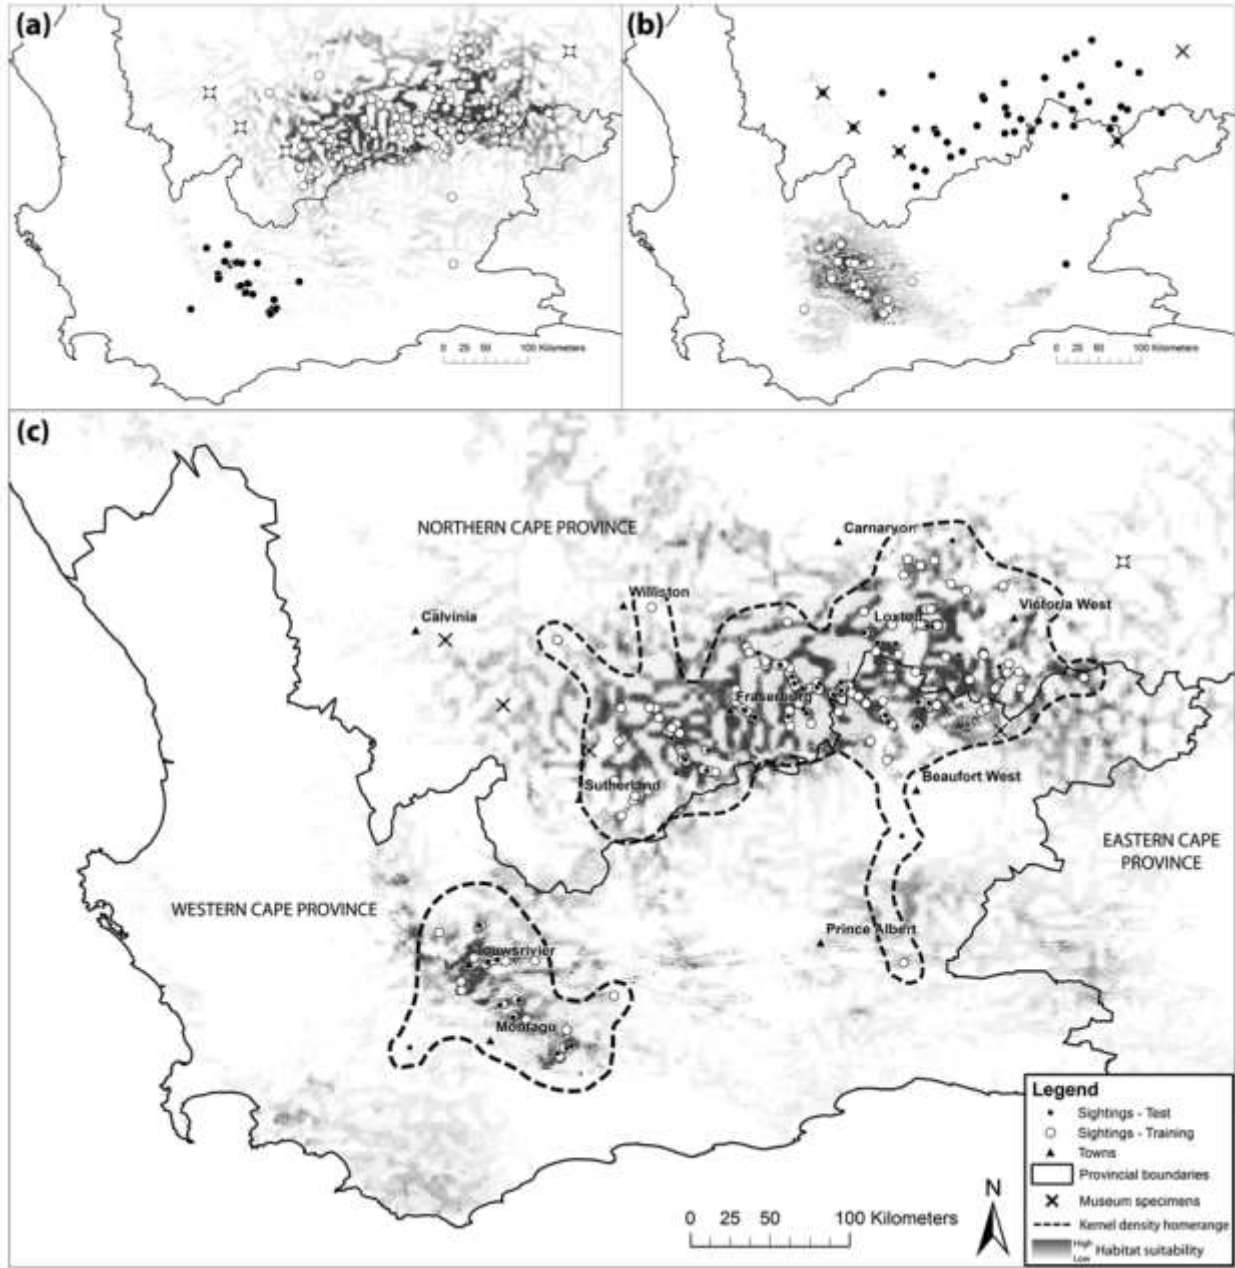 (a)
0 25 50 100 Kilometers
(b)
0 25 50 100 Kilometers
(c)
NORTHERN CAPE PROVINCE
Carnarvon
Williston
Calvinia
Victoria West
Loxton
Fraserburg
Sutherland
Beaufort West
EASTERN CAPE
PROVINCE
WESTERN CAPE PROVINCE
Prince Albert
Touwsrivier
Montagu
0 25 50 100 Kilometers
N
Legend
Sightings - Test
Sightings - Training
Towns
Provincial boundaries
Museum specimens
Kernel density homerange
High
Low
Habitat suitability